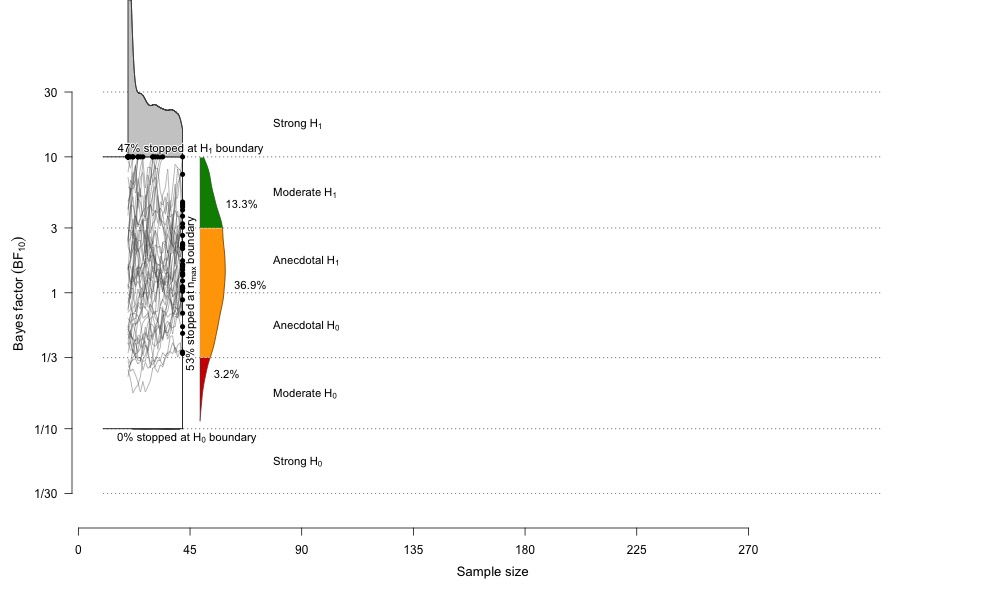 30
Strong H1
47% stopped at H1 boundary
10
Moderate H1
13.3%
3
Anecdotal H1
36.9%
53% stopped at nmax boundary
Bayes factor (BF10)
1
Anecdotal H0
1/3
3.2%
Moderate H0
1/10
0% stopped at H0 boundary
Strong H0
1/30
0 45 90 135 180 225 270
Sample size